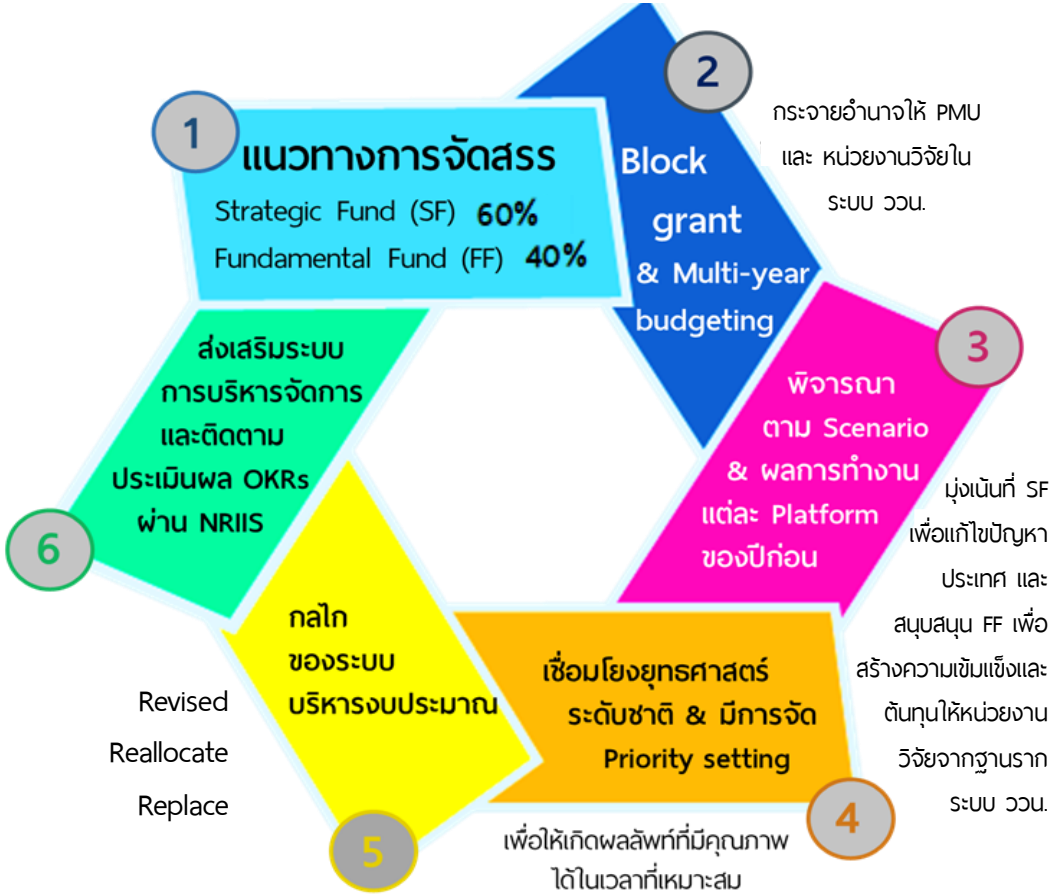 1
แนวทางการจัดสรร
Strategic Fund (SF) 60%
Fundamental Fund (FF) 40%
2
Block
grant
& Multi-year
budgeting
กระจายอำนาจให้ PMU
และ หน่วยงานวิจัยใน
ระบบ ววน.
3
พิจารณา
ตาม Scenario
& ผลการทำงาน
แต่ละ Platform
ของปีก่อน
มุ่งเน้นที่ SF
เพื่อแก้ไขปัญหา
ประเทศ และ
สนุบสนุน FF เพื่อ
สร้างความเข้มแข็งและ
ต้นทุนให้หน่วยงาน
วิจัยจากฐานราก
ระบบ ววน.
4
เชื่อมโยงยุทธศาสตร์
ระดับชาติ & มีการจัด
Priority setting
เพื่อให้เกิดผลลัพท์ที่มีคุณภาพ
ได้ในเวลาที่เหมาะสม
5
กลไก
ของระบบ
บริหารงบประมาณ
Revised
Reallocate
Replace
6
ส่งเสริมระบบ
การบริหารจัดการ
และติดตาม
ประเมินผล OKRs
ผ่าน NRIIS